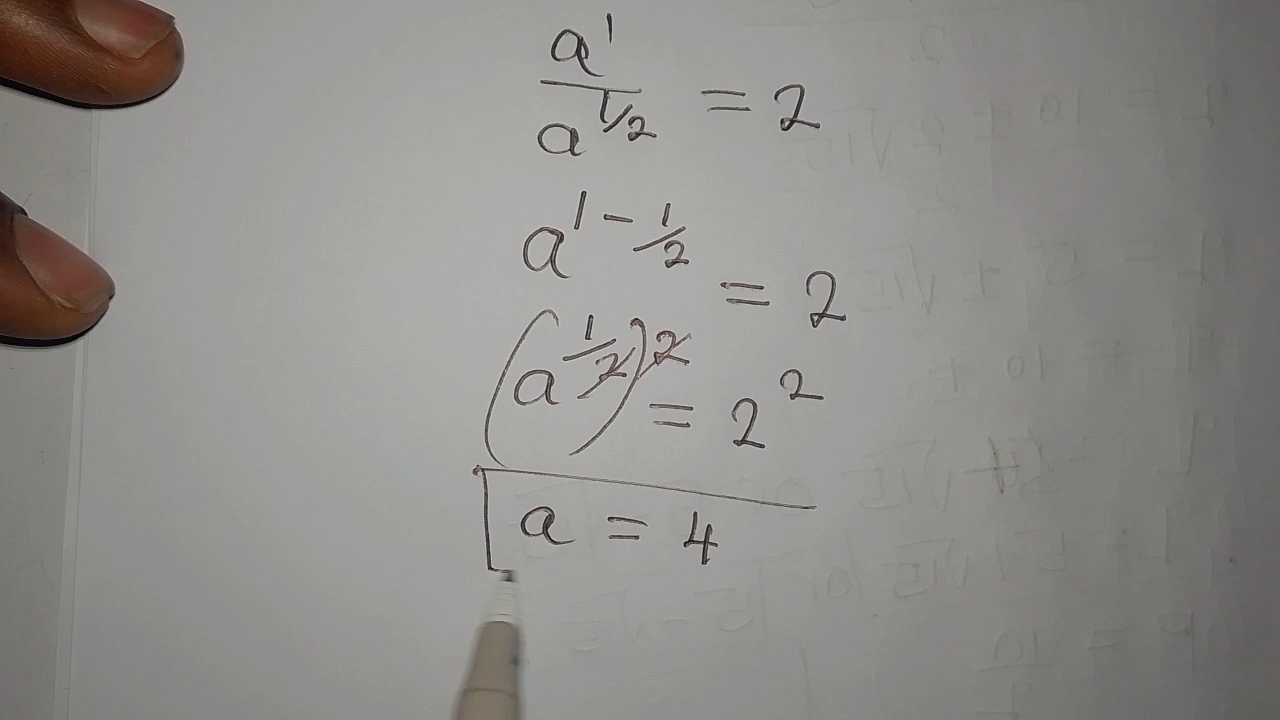 a^1 / a^(1/2) = 2
a^(1 - 1/2) = 2
(a^(1/2))^2 = 2^2
a = 4